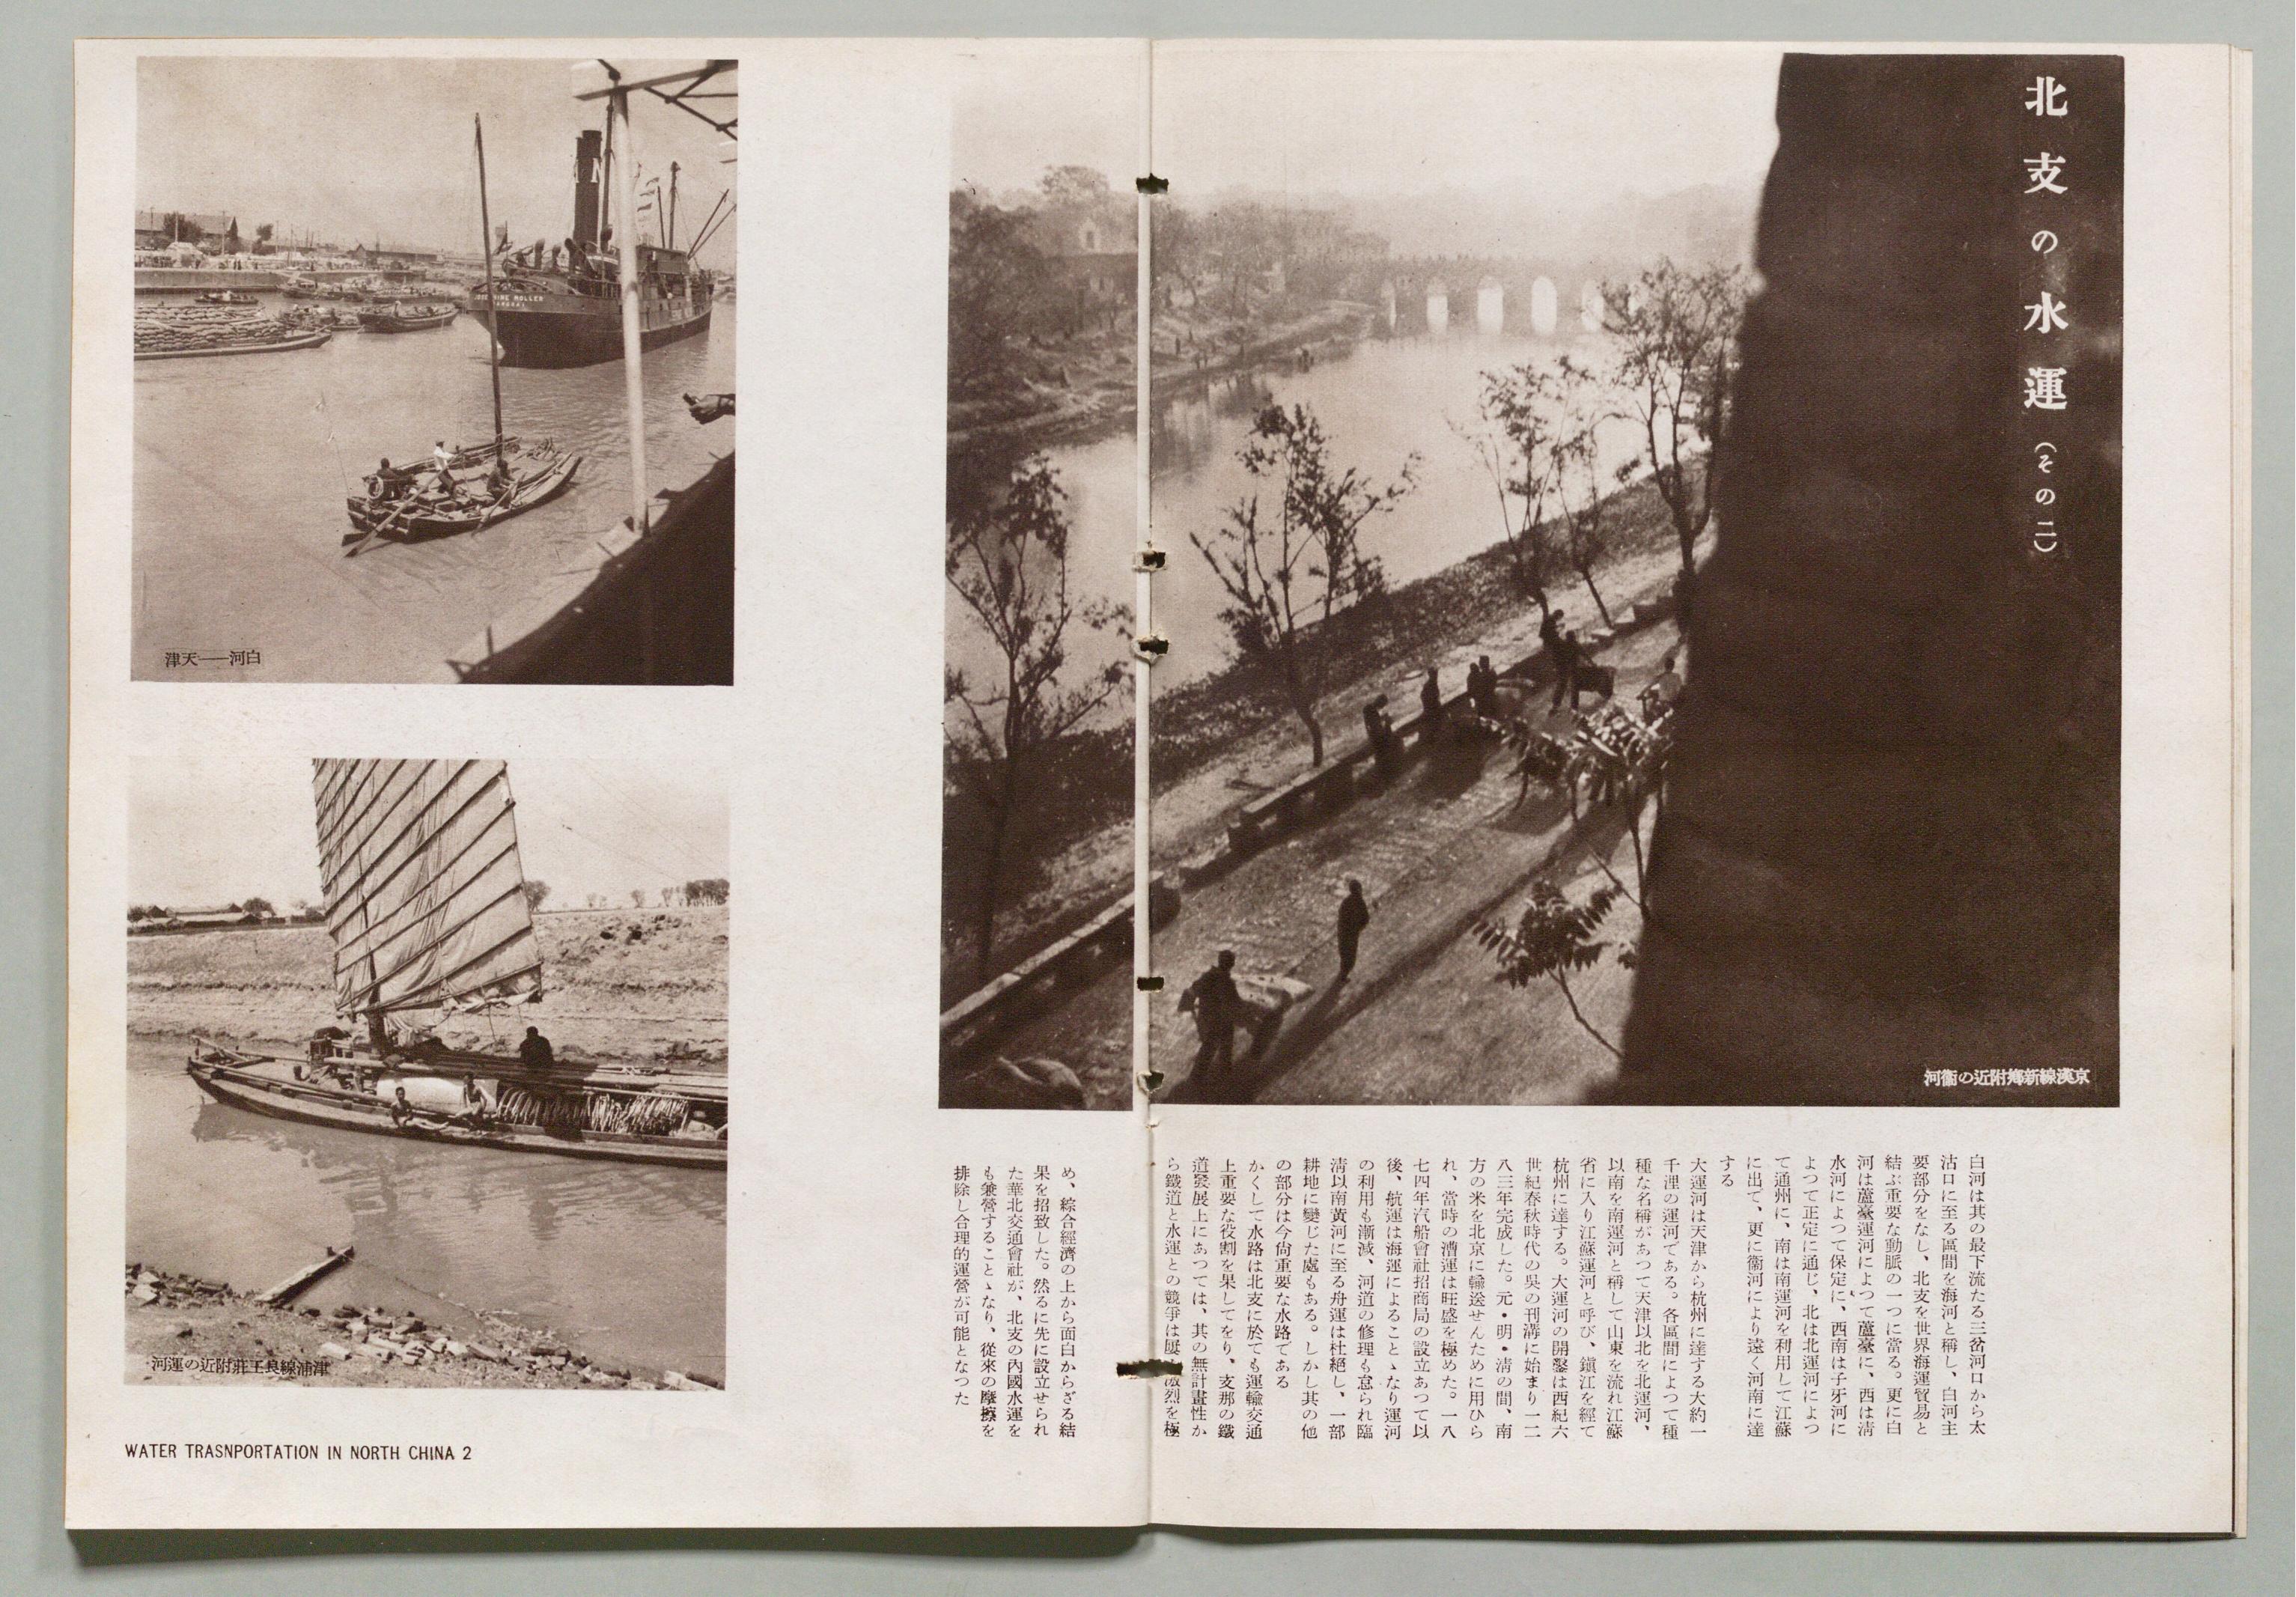 北支の水運（その二）
京漢線新鄕附近の衞河
白河は其の最下流たる三岔河口から太
沽口に至る區間を海河と稱し、白河主
要部分をなし、北支を世界海運貿易と
結ぶ重要な動脈の一つに當る。更に白
河は蘆臺運河によつて蘆臺に、西は淸
水河によつて保定に、西南は子牙河に
よつて正定に通じ、北は北運河によつ
て通州に、南は南運河を利用して江蘇
に出で、更に衞河により遠く河南に達
する
大運河は天津から杭州に達する大約一
千浬の運河である。各區間によつて種
種な名稱があつて天津以北を北運河、
以南を南運河と稱して山東を流れ江蘇
省に入り江蘇運河と呼び、鎭江を經て
杭州に達する。大運河の開鑿は西紀六
世紀春秋時代の吳の刊溝に始まり一二
八三年完成した。元・明・淸の間、南
方の米を北京に輸送せんために用ひら
れ、當時の漕運は旺盛を極めた。一八
七四年汽船會社招商局の設立あつて以
後、航運は海運によることゝなり運河
の利用も漸減、河道の修理も怠られ臨
淸以南黃河に至る舟運は杜絕し、一部
耕地に變じた處もある。しかし其の他
の部分は今尙重要な水路である
かくして水路は北支に於ても運輸交通
上重要な役割を果してをり、支那の鐵
道發展上にあつては、其の無計畫性か
ら鐵道と水運との競爭は屢〻激烈を極
め、綜合經濟の上から面白からざる結
果を招致した。然るに先に設立せられ
た華北交通會社が、北支の內國水運を
も兼營することゝなり、從來の摩擦を
排除し合理的運營が可能となつた
白河——天津
JOSEPHINE MOLLER
津浦線良王莊附近の運河
WATER TRASNPORTATION IN NORTH CHINA 2